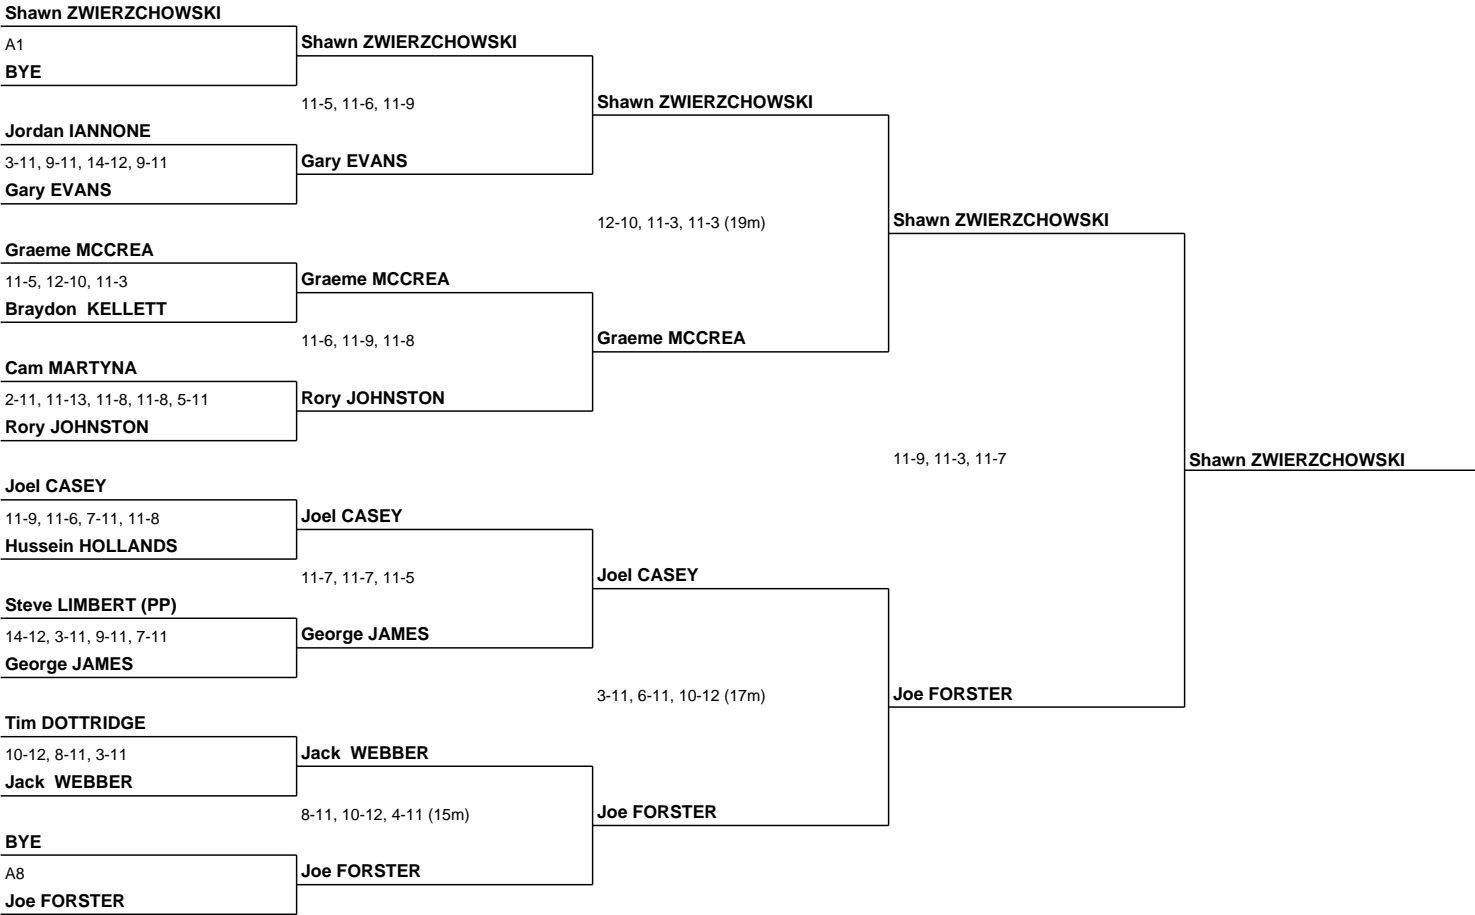 Shawn ZWIERZCHOWSKI
A1
BYE
Jordan IANNONE
3-11, 9-11, 14-12, 9-11
Gary EVANS
Graeme MCCREA
11-5, 12-10, 11-3
Braydon  KELLETT
Cam MARTYNA
2-11, 11-13, 11-8, 11-8, 5-11
Rory JOHNSTON
Joel CASEY
11-9, 11-6, 7-11, 11-8
Hussein HOLLANDS
Steve LIMBERT (PP)
14-12, 3-11, 9-11, 7-11
George JAMES
Tim DOTTRIDGE
10-12, 8-11, 3-11
Jack  WEBBER
BYE
A8
Joe FORSTER
Shawn ZWIERZCHOWSKI
11-5, 11-6, 11-9
Gary EVANS
Graeme MCCREA
11-6, 11-9, 11-8
Rory JOHNSTON
Joel CASEY
11-7, 11-7, 11-5
George JAMES
Jack  WEBBER
8-11, 10-12, 4-11 (15m)
Joe FORSTER
Shawn ZWIERZCHOWSKI
12-10, 11-3, 11-3 (19m)
Graeme MCCREA
Joel CASEY
3-11, 6-11, 10-12 (17m)
Joe FORSTER
Shawn ZWIERZCHOWSKI
11-9, 11-3, 11-7
Joe FORSTER
Shawn ZWIERZCHOWSKI